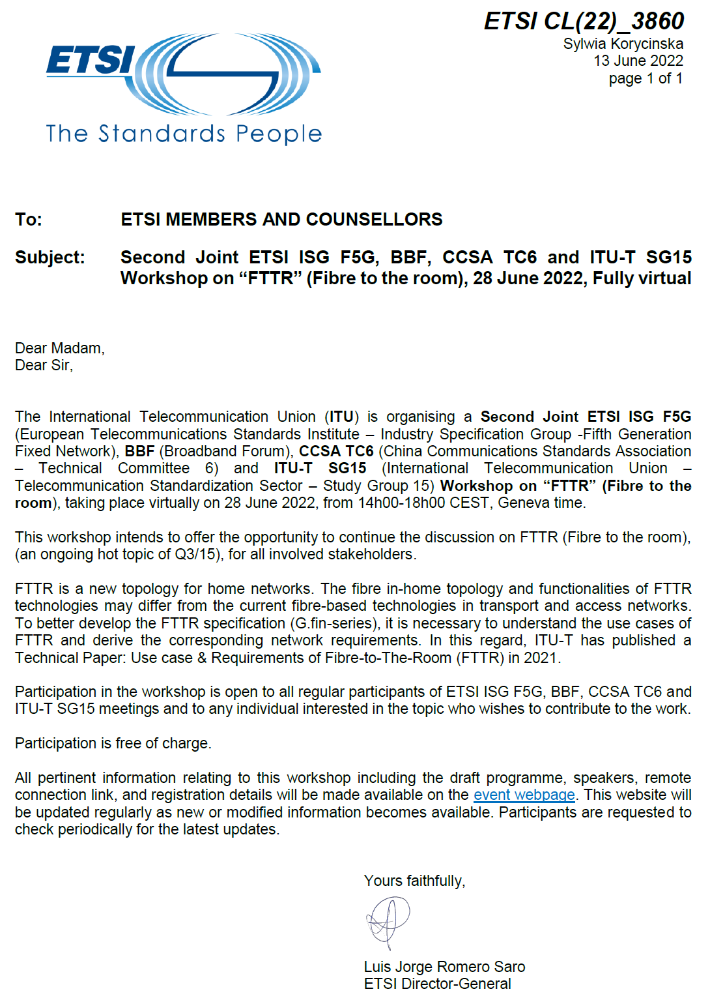 ETSI CL(22)_3860
Sylwia Korycinska
13 June 2022
page 1 of 1
ETSI
The Standards People
To: ETSI MEMBERS AND COUNSELLORS
Subject: Second Joint ETSI ISG F5G, BBF, CCSA TC6 and ITU-T SG15
Workshop on “FTTR” (Fibre to the room), 28 June 2022, Fully virtual
Dear Madam,
Dear Sir,
The International Telecommunication Union (ITU) is organising a Second Joint ETSI ISG F5G
(European Telecommunications Standards Institute – Industry Specification Group -Fifth Generation
Fixed Network), BBF (Broadband Forum), CCSA TC6 (China Communications Standards Association
– Technical Committee 6) and ITU-T SG15 (International Telecommunication Union –
Telecommunication Standardization Sector – Study Group 15) Workshop on “FTTR” (Fibre to the
room), taking place virtually on 28 June 2022, from 14h00-18h00 CEST, Geneva time.
This workshop intends to offer the opportunity to continue the discussion on FTTR (Fibre to the room),
(an ongoing hot topic of Q3/15), for all involved stakeholders.
FTTR is a new topology for home networks. The fibre in-home topology and functionalities of FTTR
technologies may differ from the current fibre-based technologies in transport and access networks.
To better develop the FTTR specification (G.fin-series), it is necessary to understand the use cases of
FTTR and derive the corresponding network requirements. In this regard, ITU-T has published a
Technical Paper: Use case & Requirements of Fibre-to-The-Room (FTTR) in 2021.
Participation in the workshop is open to all regular participants of ETSI ISG F5G, BBF, CCSA TC6 and
ITU-T SG15 meetings and to any individual interested in the topic who wishes to contribute to the work.
Participation is free of charge.
All pertinent information relating to this workshop including the draft programme, speakers, remote
connection link, and registration details will be made available on the event webpage. This website will
be updated regularly as new or modified information becomes available. Participants are requested to
check periodically for the latest updates.
Yours faithfully,
Luis Jorge Romero Saro
ETSI Director-General